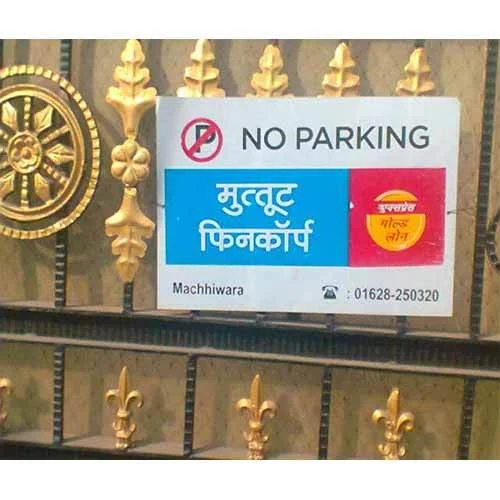 NO PARKING
मुत्तूट
फिनकॉर्प
एक्सप्रेस
गोल्ड
लोन
Machhiwara
: 01628-250320